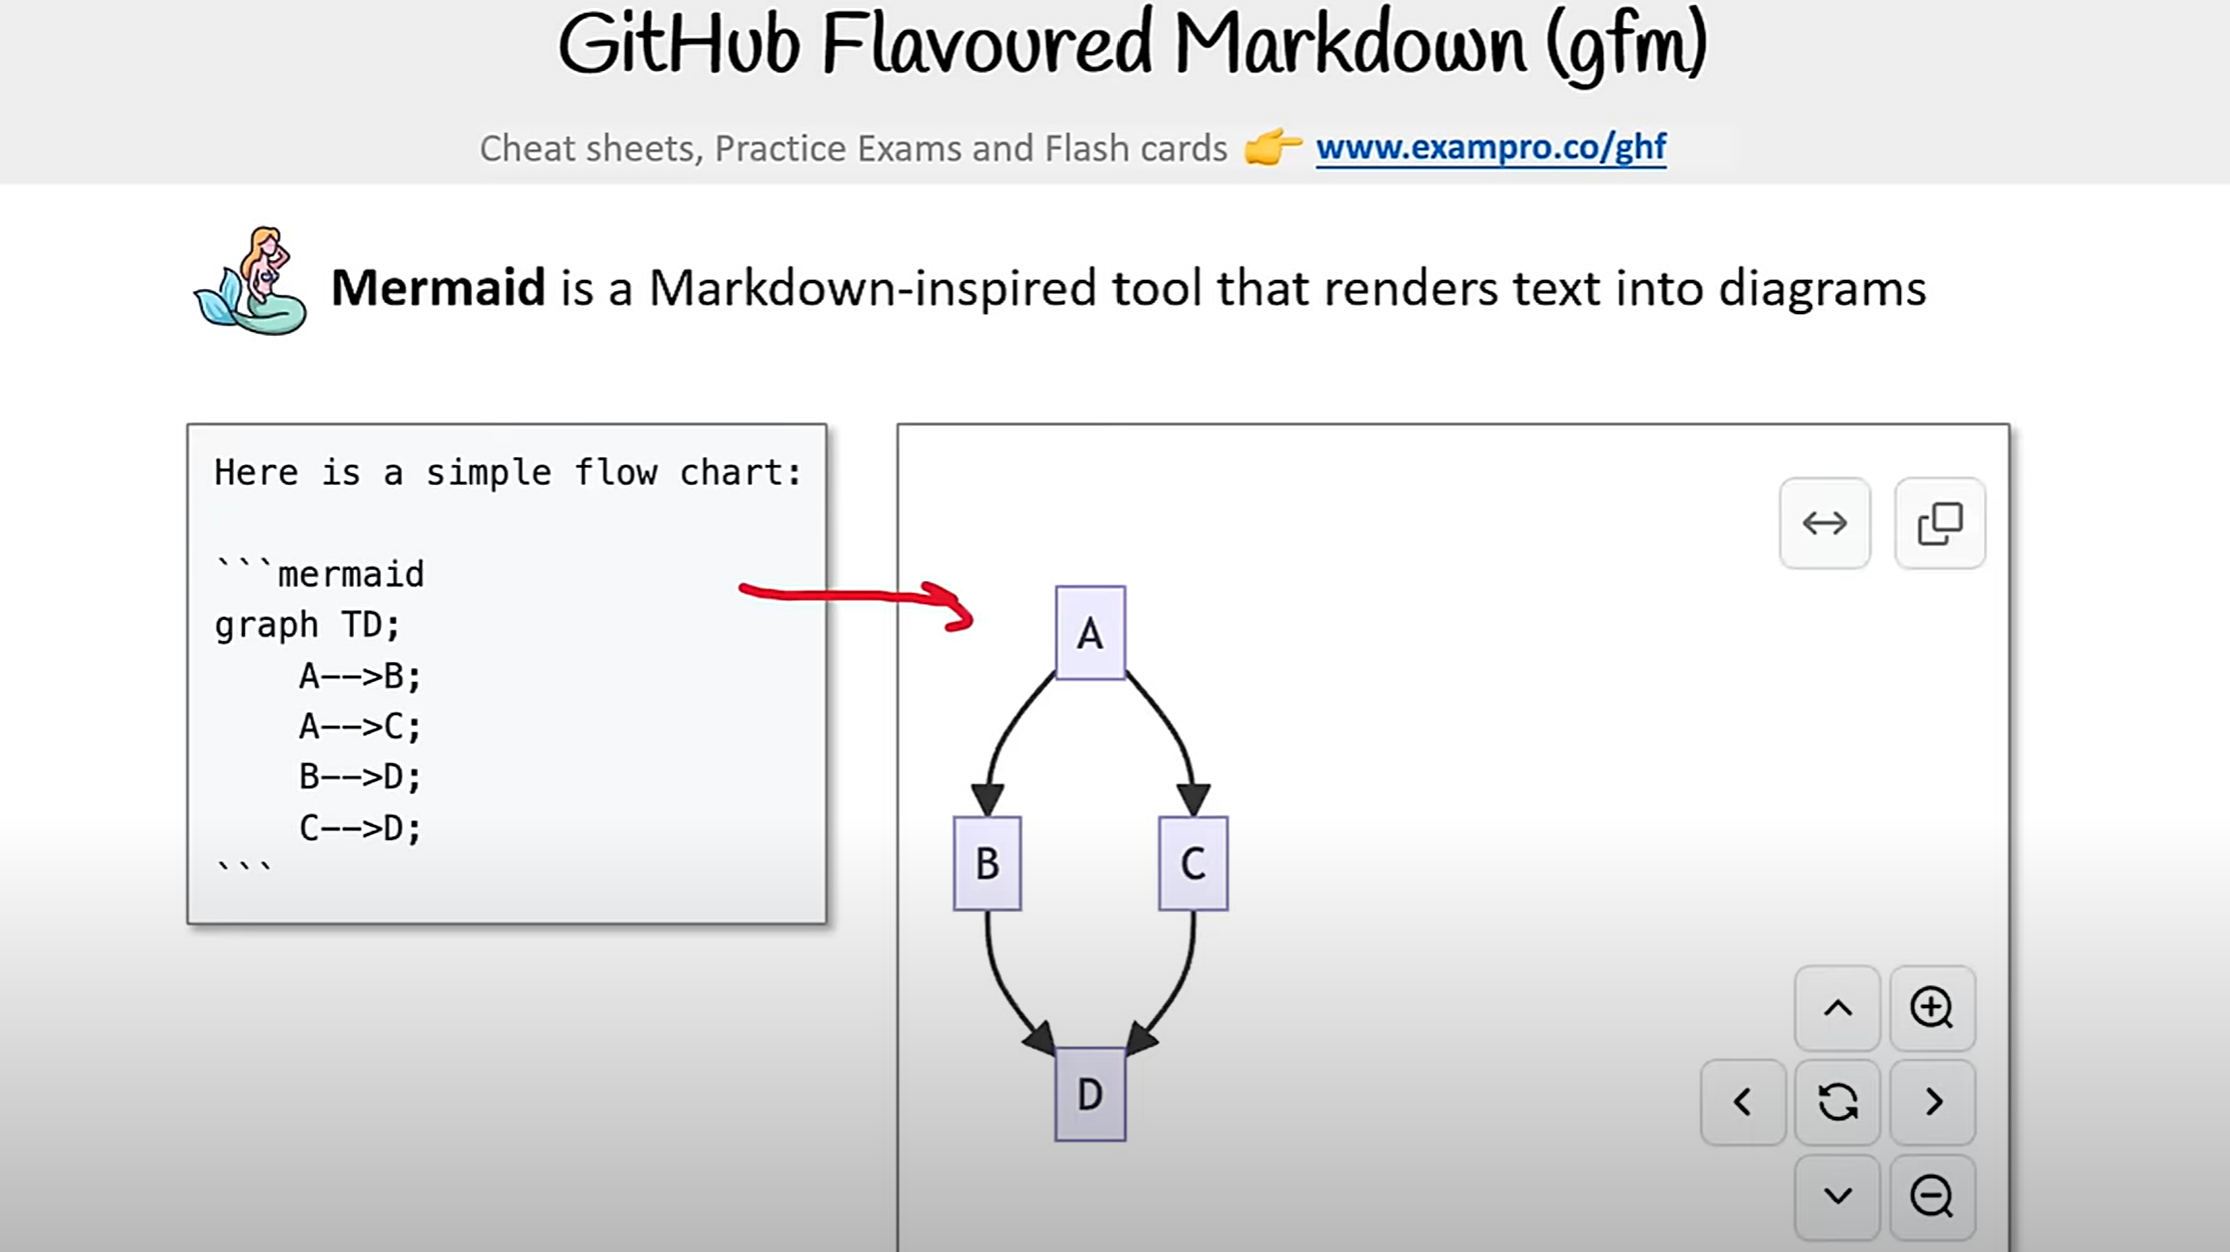 GitHub Flavoured Markdown (gfm)
Cheat sheets, Practice Exams and Flash cards 👉 www.exampro.co/ghf
Mermaid is a Markdown-inspired tool that renders text into diagrams
Here is a simple flow chart:
```mermaid
graph TD;
    A-->B;
    A-->C;
    B-->D;
    C-->D;
```
A
B C
D